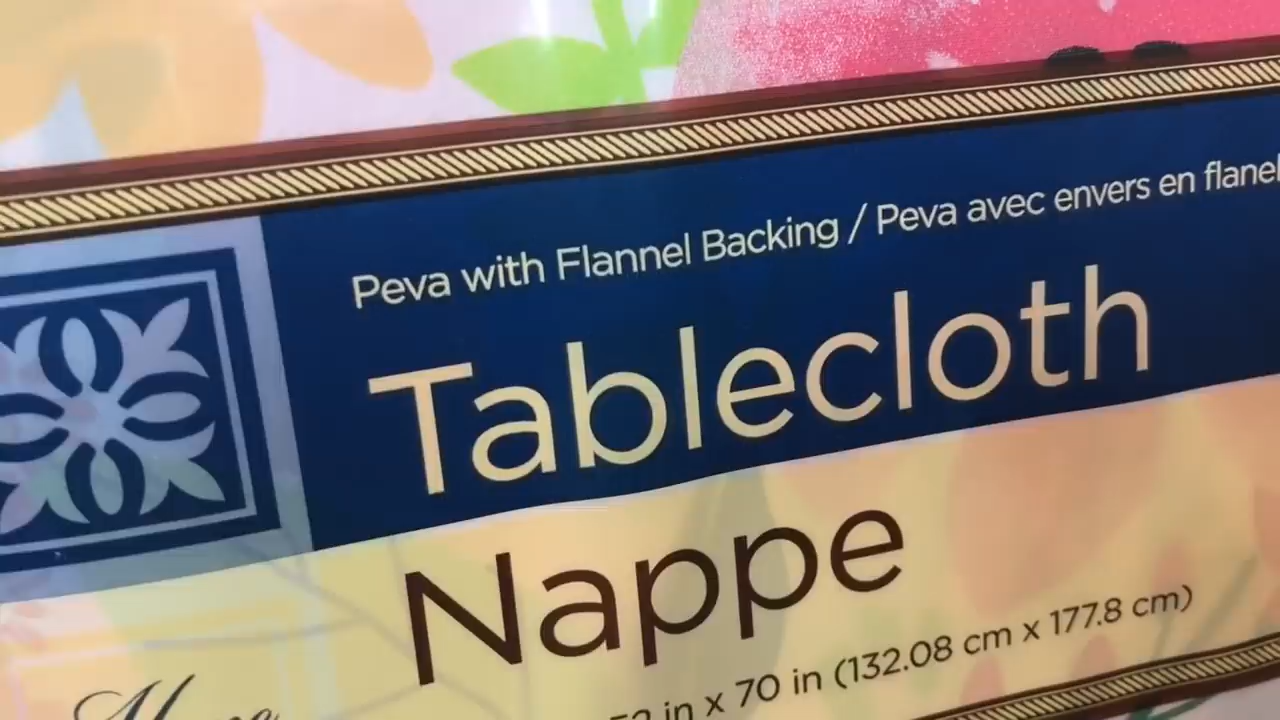 Peva with Flannel Backing / Peva avec envers en flanel
Tablecloth
Nappe
in x 70 in (132.08 cm x 177.8 cm)